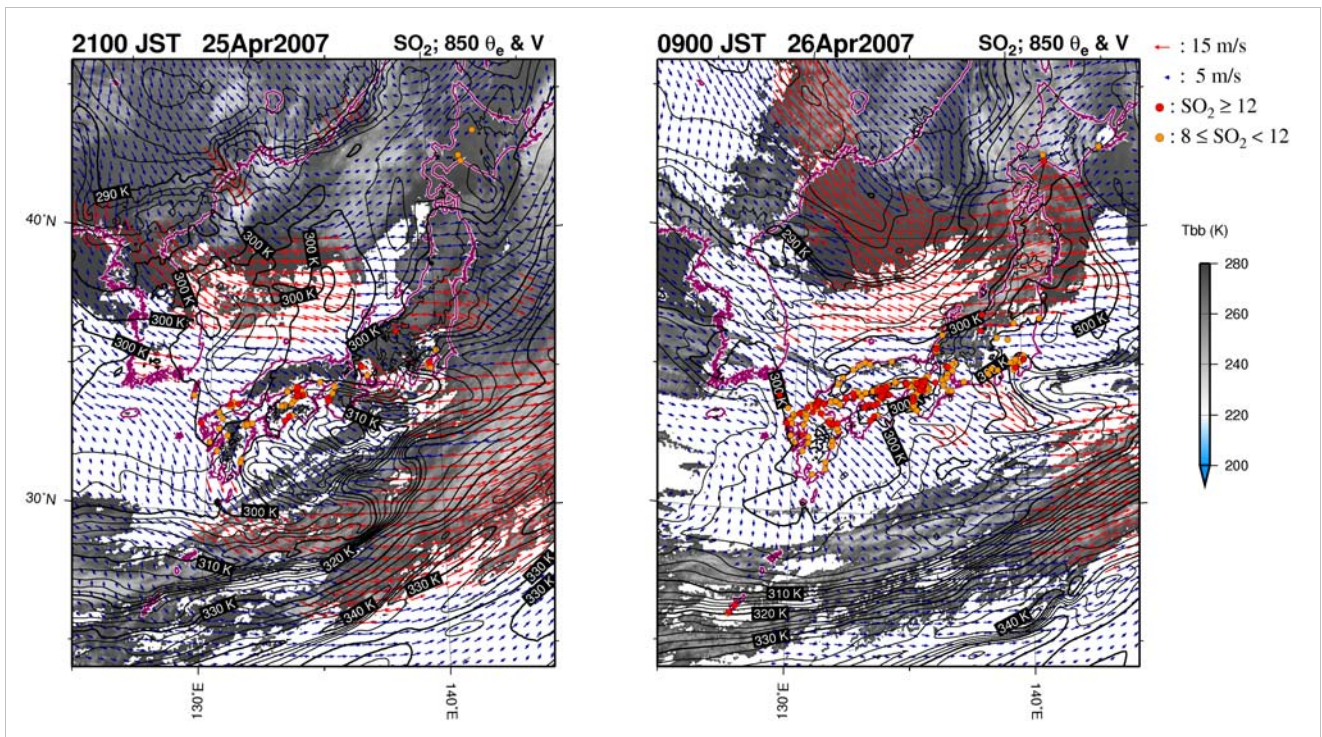 2100 JST 25Apr2007 SO₂; 850 θₑ & V
0900 JST 26Apr2007 SO₂; 850 θₑ & V
: 15 m/s
: 5 m/s
: SO₂ ≥ 12
: 8 ≤ SO₂ < 12
Tbb (K)
280
260
240
220
200
40˚N
30˚N
130˚E
140˚E
130˚E
140˚E
290 K
300 K
300 K
300 K
300 K
300 K
300 K
300 K
300 K
310 K
300 K
310 K
320 K
330 K
330 K
340 K
330 K
330 K
290 K
300 K
300 K
300 K
300 K
300 K
310 K
320 K
330 K
340 K